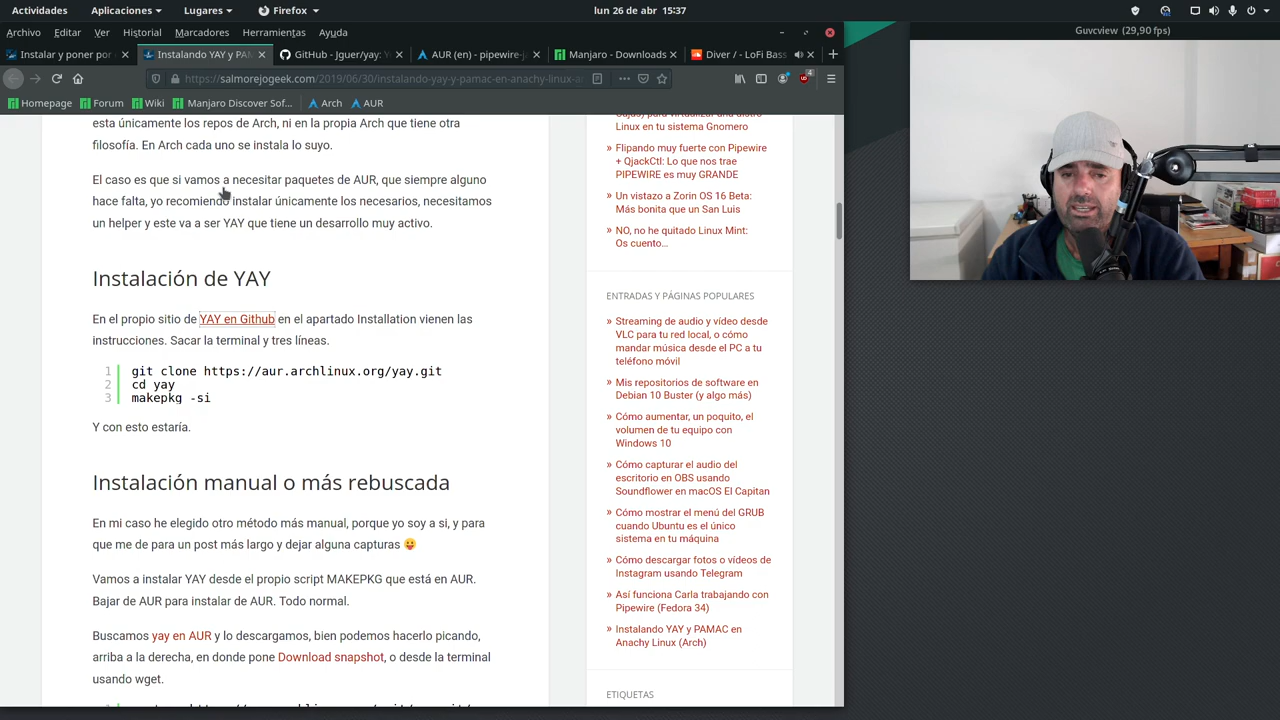 Actividades
Aplicaciones
Lugares
Firefox
lun 26 de abr 15:37
Archivo Editar Ver Historial Marcadores Herramientas Ayuda
Instalar y poner por
Instalando YAY y PAM
GitHub - Jguer/yay: Y
AUR (en) - pipewire-j
Manjaro - Downloads
Diver / - LoFi Bass
https://salmorejogeek.com/2019/06/30/instalando-yay-y-pamac-en-anachy-linux-a
4
Homepage
Forum
Wiki
Manjaro Discover Sof...
Arch
AUR
Guvcview (29,90 fps)
esta únicamente los repos de Arch, ni en la propia Arch que tiene otra
filosofía. En Arch cada uno se instala lo suyo.
El caso es que si vamos a necesitar paquetes de AUR, que siempre alguno
hace falta, yo recomiendo instalar únicamente los necesarios, necesitamos
un helper y este va a ser YAY que tiene un desarrollo muy activo.
Instalación de YAY
En el propio sitio de YAY en Github en el apartado Installation vienen las
instrucciones. Sacar la terminal y tres líneas.
1 git clone https://aur.archlinux.org/yay.git
2 cd yay
3 makepkg -si
Y con esto estaría.
Instalación manual o más rebuscada
En mi caso he elegido otro método más manual, porque yo soy a si, y para
que me de para un post más largo y dejar alguna capturas 😛
Vamos a instalar YAY desde el propio script MAKEPKG que está en AUR.
Bajar de AUR para instalar de AUR. Todo normal.
Buscamos yay en AUR y lo descargamos, bien podemos hacerlo picando,
arriba a la derecha, en donde pone Download snapshot, o desde la terminal
usando wget.
Linux en tu sistema Gnomero
» Flipando muy fuerte con Pipewire
+ QjackCtl: Lo que nos trae
PIPEWIRE es muy GRANDE
» Un vistazo a Zorin OS 16 Beta:
Más bonita que un San Luis
» NO, no he quitado Linux Mint:
Os cuento…
ENTRADAS Y PÁGINAS POPULARES
» Streaming de audio y vídeo desde
VLC para tu red local, o cómo
mandar música desde el PC a tu
teléfono móvil
» Mis repositorios de software en
Debian 10 Buster (y algo más)
» Cómo aumentar, un poquito, el
volumen de tu equipo con
Windows 10
» Cómo capturar el audio del
escritorio en OBS usando
Soundflower en macOS El Capitan
» Cómo mostrar el menú del GRUB
cuando Ubuntu es el único
sistema en tu máquina
» Cómo descargar fotos o vídeos de
Instagram usando Telegram
» Así funciona Carla trabajando con
Pipewire (Fedora 34)
» Instalando YAY y PAMAC en
Anachy Linux (Arch)
ETIQUETAS